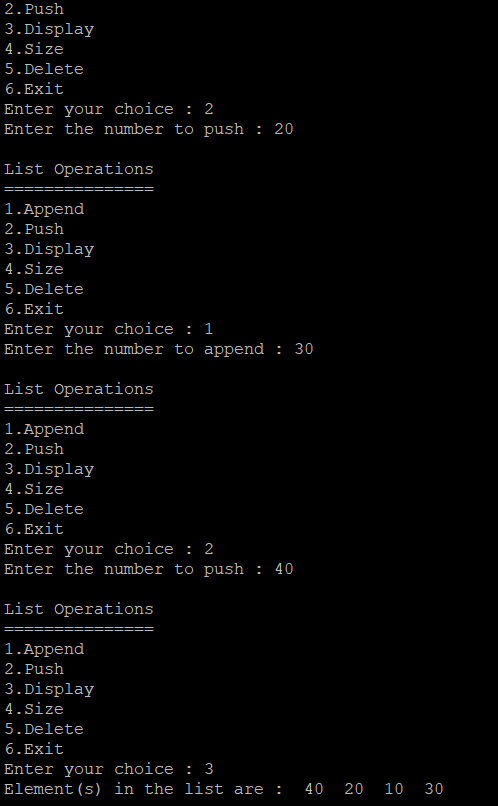 2.Push
3.Display
4.Size
5.Delete
6.Exit
Enter your choice : 2
Enter the number to push : 20
List Operations
===============
1.Append
2.Push
3.Display
4.Size
5.Delete
6.Exit
Enter your choice : 1
Enter the number to append : 30
List Operations
===============
1.Append
2.Push
3.Display
4.Size
5.Delete
6.Exit
Enter your choice : 2
Enter the number to push : 40
List Operations
===============
1.Append
2.Push
3.Display
4.Size
5.Delete
6.Exit
Enter your choice : 3
Element(s) in the list are :  40  20  10  30